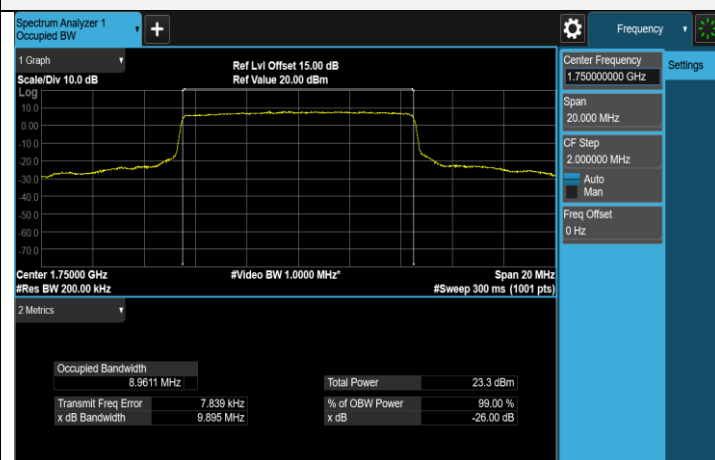 Spectrum Analyzer 1
Occupied BW
+
Frequency
1 Graph
Scale/Div 10.0 dB
Ref Lvl Offset 15.00 dB
Ref Value 20.00 dBm
Log
10.0
0.00
-10.0
-20.0
-30.0
-40.0
-50.0
-60.0
-70.0
Center 1.75000 GHz
#Res BW 200.00 kHz
#Video BW 1.0000 MHz*
Span 20 MHz
#Sweep 300 ms (1001 pts)
2 Metrics
Occupied Bandwidth
8.9611 MHz
Transmit Freq Error 7.839 kHz
x dB Bandwidth 9.895 MHz
Total Power 23.3 dBm
% of OBW Power 99.00 %
x dB -26.00 dB
Center Frequency
1.750000000 GHz
Settings
Span
20.000 MHz
CF Step
2.000000 MHz
Auto
Man
Freq Offset
0 Hz